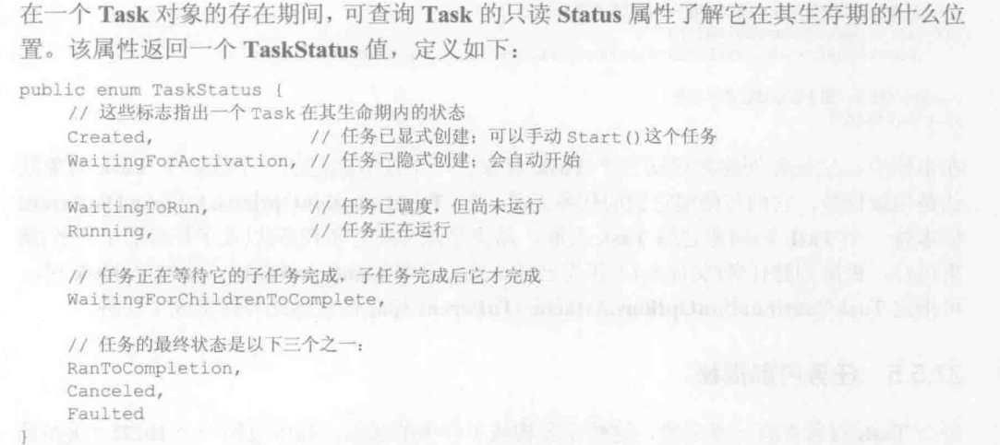 在一个 Task 对象的存在期间，可查询 Task 的只读 Status 属性了解它在其生存期的什么位
置。该属性返回一个 TaskStatus 值，定义如下：
public enum TaskStatus {
// 这些标志指出一个 Task 在其生命期内的状态
Created, // 任务已显式创建；可以手动 Start()这个任务
WaitingForActivation, // 任务已隐式创建；会自动开始
WaitingToRun, // 任务已调度，但尚未运行
Running, // 任务正在运行
// 任务正在等待它的子任务完成，子任务完成后它才完成
WaitingForChildrenToComplete,
// 任务的最终状态是以下三个之一：
RanToCompletion,
Canceled,
Faulted
}